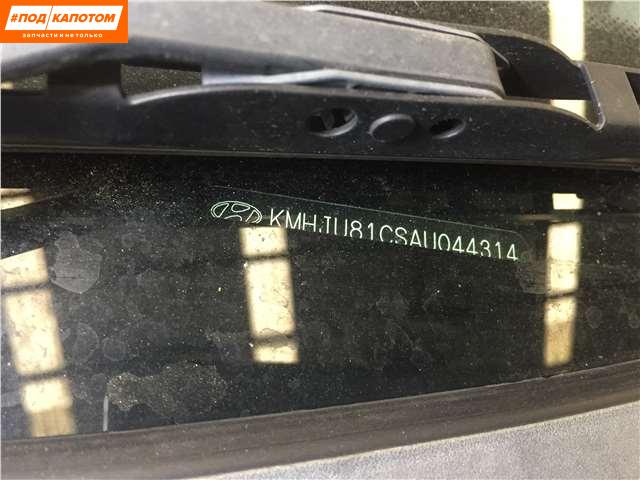 #ПОД КАПОТОМ
запчасти и не только
KMHJU81CSAU044314